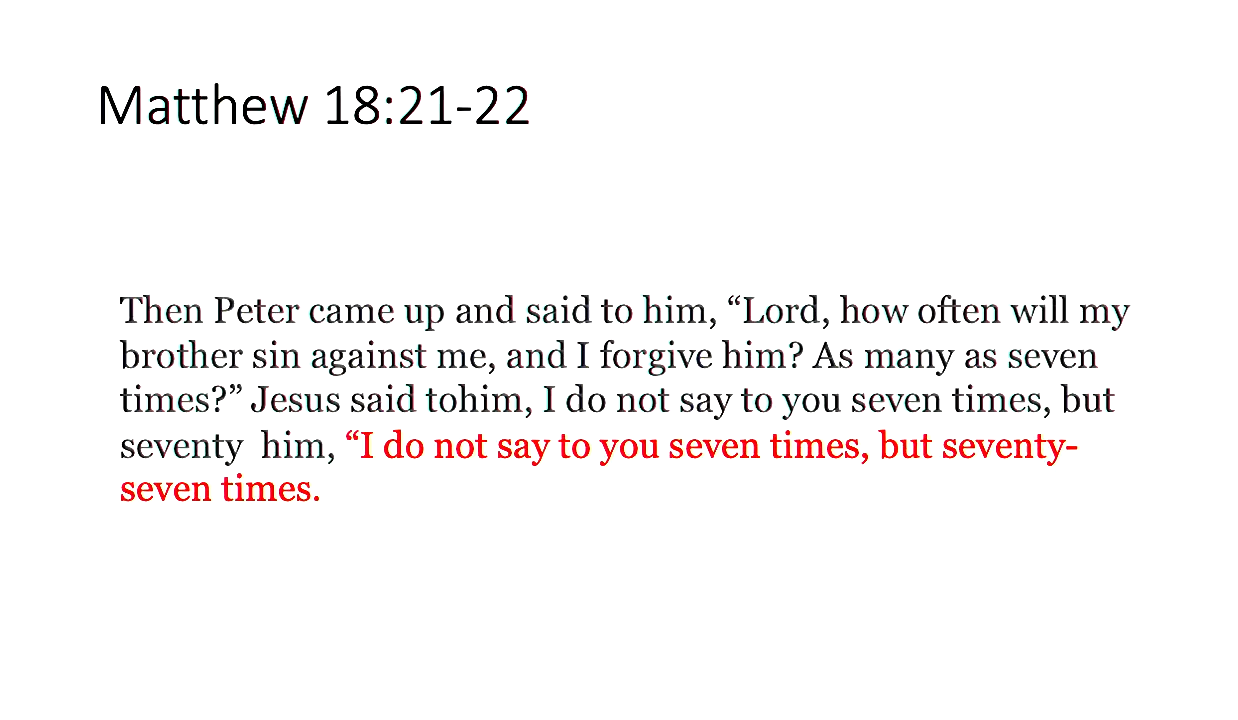 Matthew 18:21-22
Then Peter came up and said to him, “Lord, how often will my
brother sin against me, and I forgive him? As many as seven
times?” Jesus said tohim, I do not say to you seven times, but
seventy  him, “I do not say to you seven times, but seventy-
seven times.